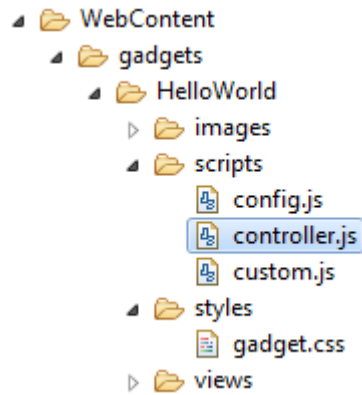 WebContent
gadgets
HelloWorld
images
scripts
config.js
controller.js
custom.js
styles
gadget.css
views